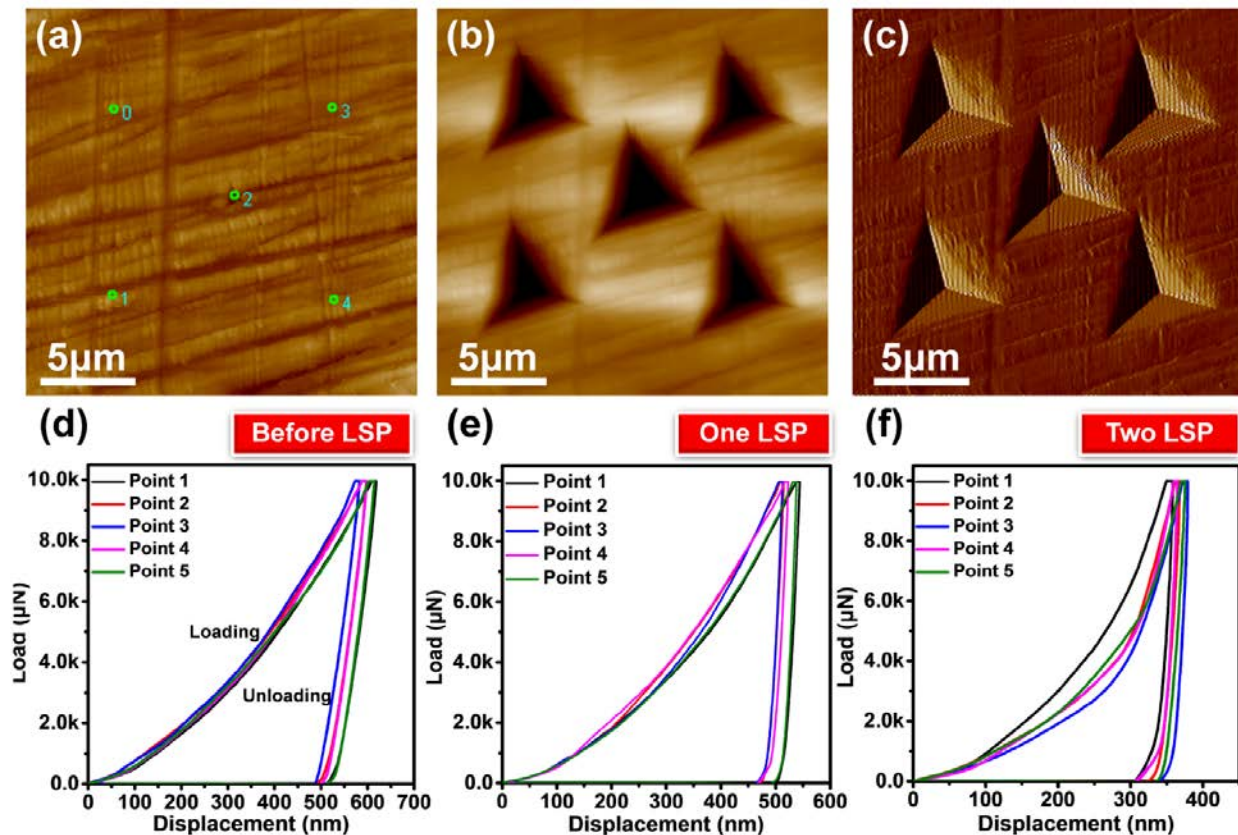 (a)
0
3
2
1
4
5μm
(b)
5μm
(c)
5μm
(d)
Before LSP
10.0k
8.0k
6.0k
4.0k
2.0k
0.0
Load (μN)
Point 1
Point 2
Point 3
Point 4
Point 5
Loading
Unloading
0 100 200 300 400 500 600 700
Displacement (nm)
(e)
One LSP
10.0k
8.0k
6.0k
4.0k
2.0k
0.0
Load (μN)
Point 1
Point 2
Point 3
Point 4
Point 5
0 100 200 300 400 500 600
Displacement (nm)
(f)
Two LSP
10.0k
8.0k
6.0k
4.0k
2.0k
0.0
Load (μN)
Point 1
Point 2
Point 3
Point 4
Point 5
0 100 200 300 400
Displacement (nm)